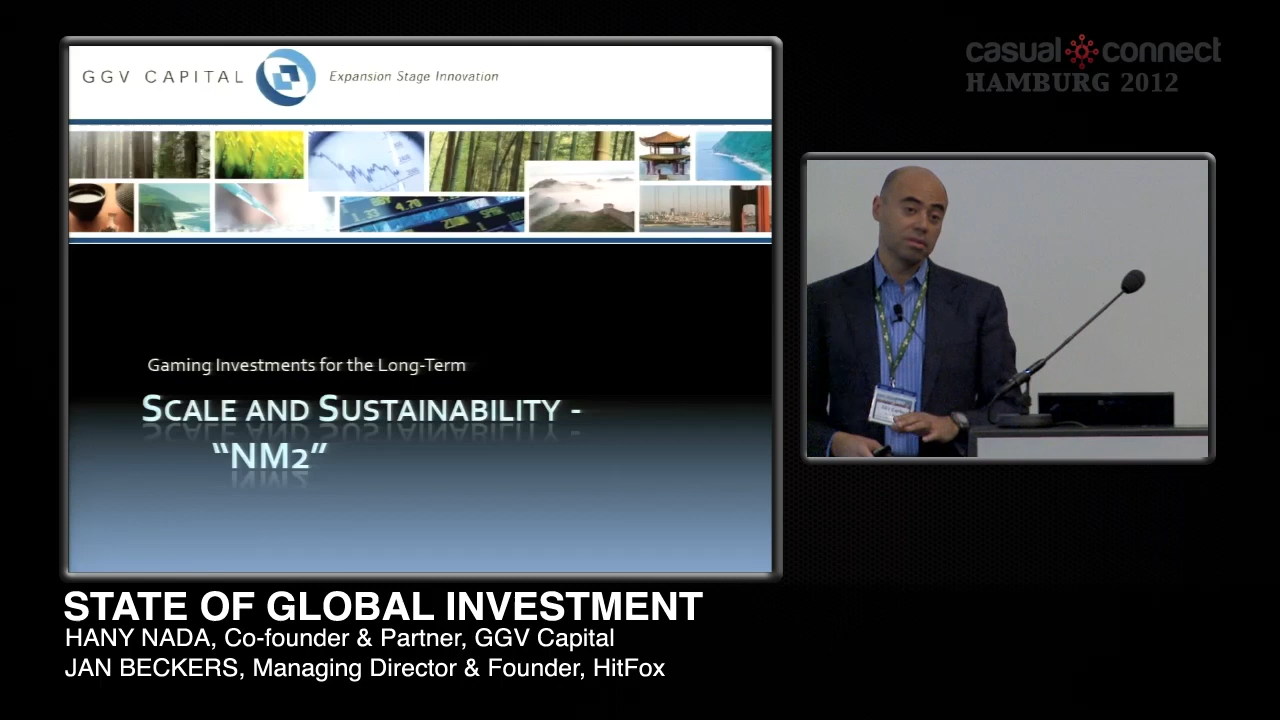 GGV CAPITAL Expansion Stage Innovation
Gaming Investments for the Long-Term
SCALE AND SUSTAINABILITY -
“NM2”
casual connect
HAMBURG 2012
STATE OF GLOBAL INVESTMENT
HANY NADA, Co-founder & Partner, GGV Capital
JAN BECKERS, Managing Director & Founder, HitFox